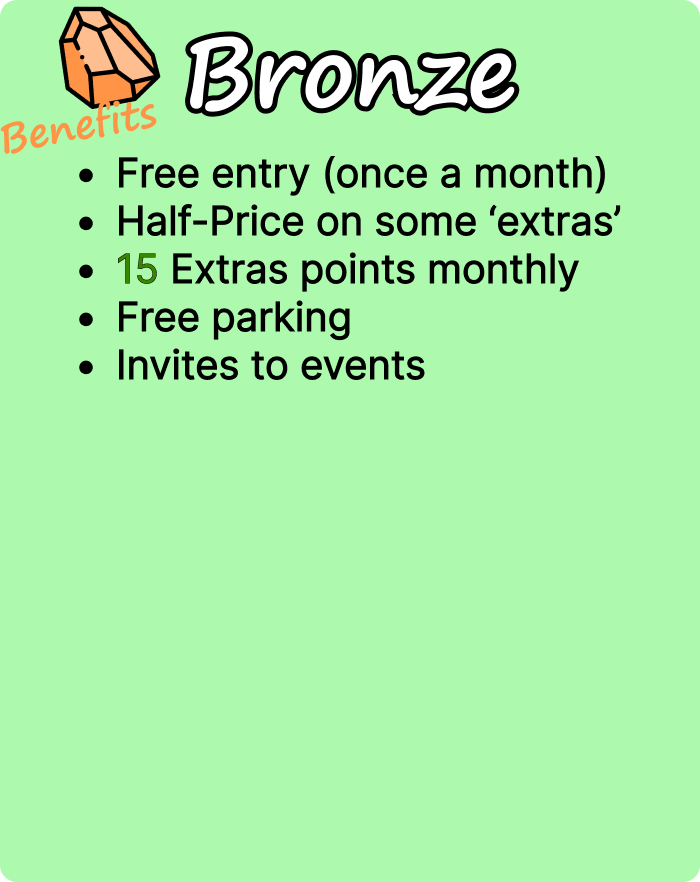 Bronze
Benefits
• Free entry (once a month)
• Half-Price on some ‘extras’
• 15 Extras points monthly
• Free parking
• Invites to events